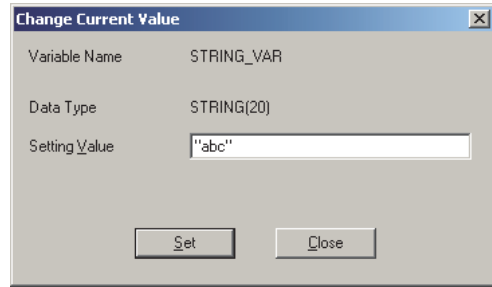 Change Current Value
Variable Name STRING_VAR
Data Type STRING(20)
Setting Value "abc"
Set Close